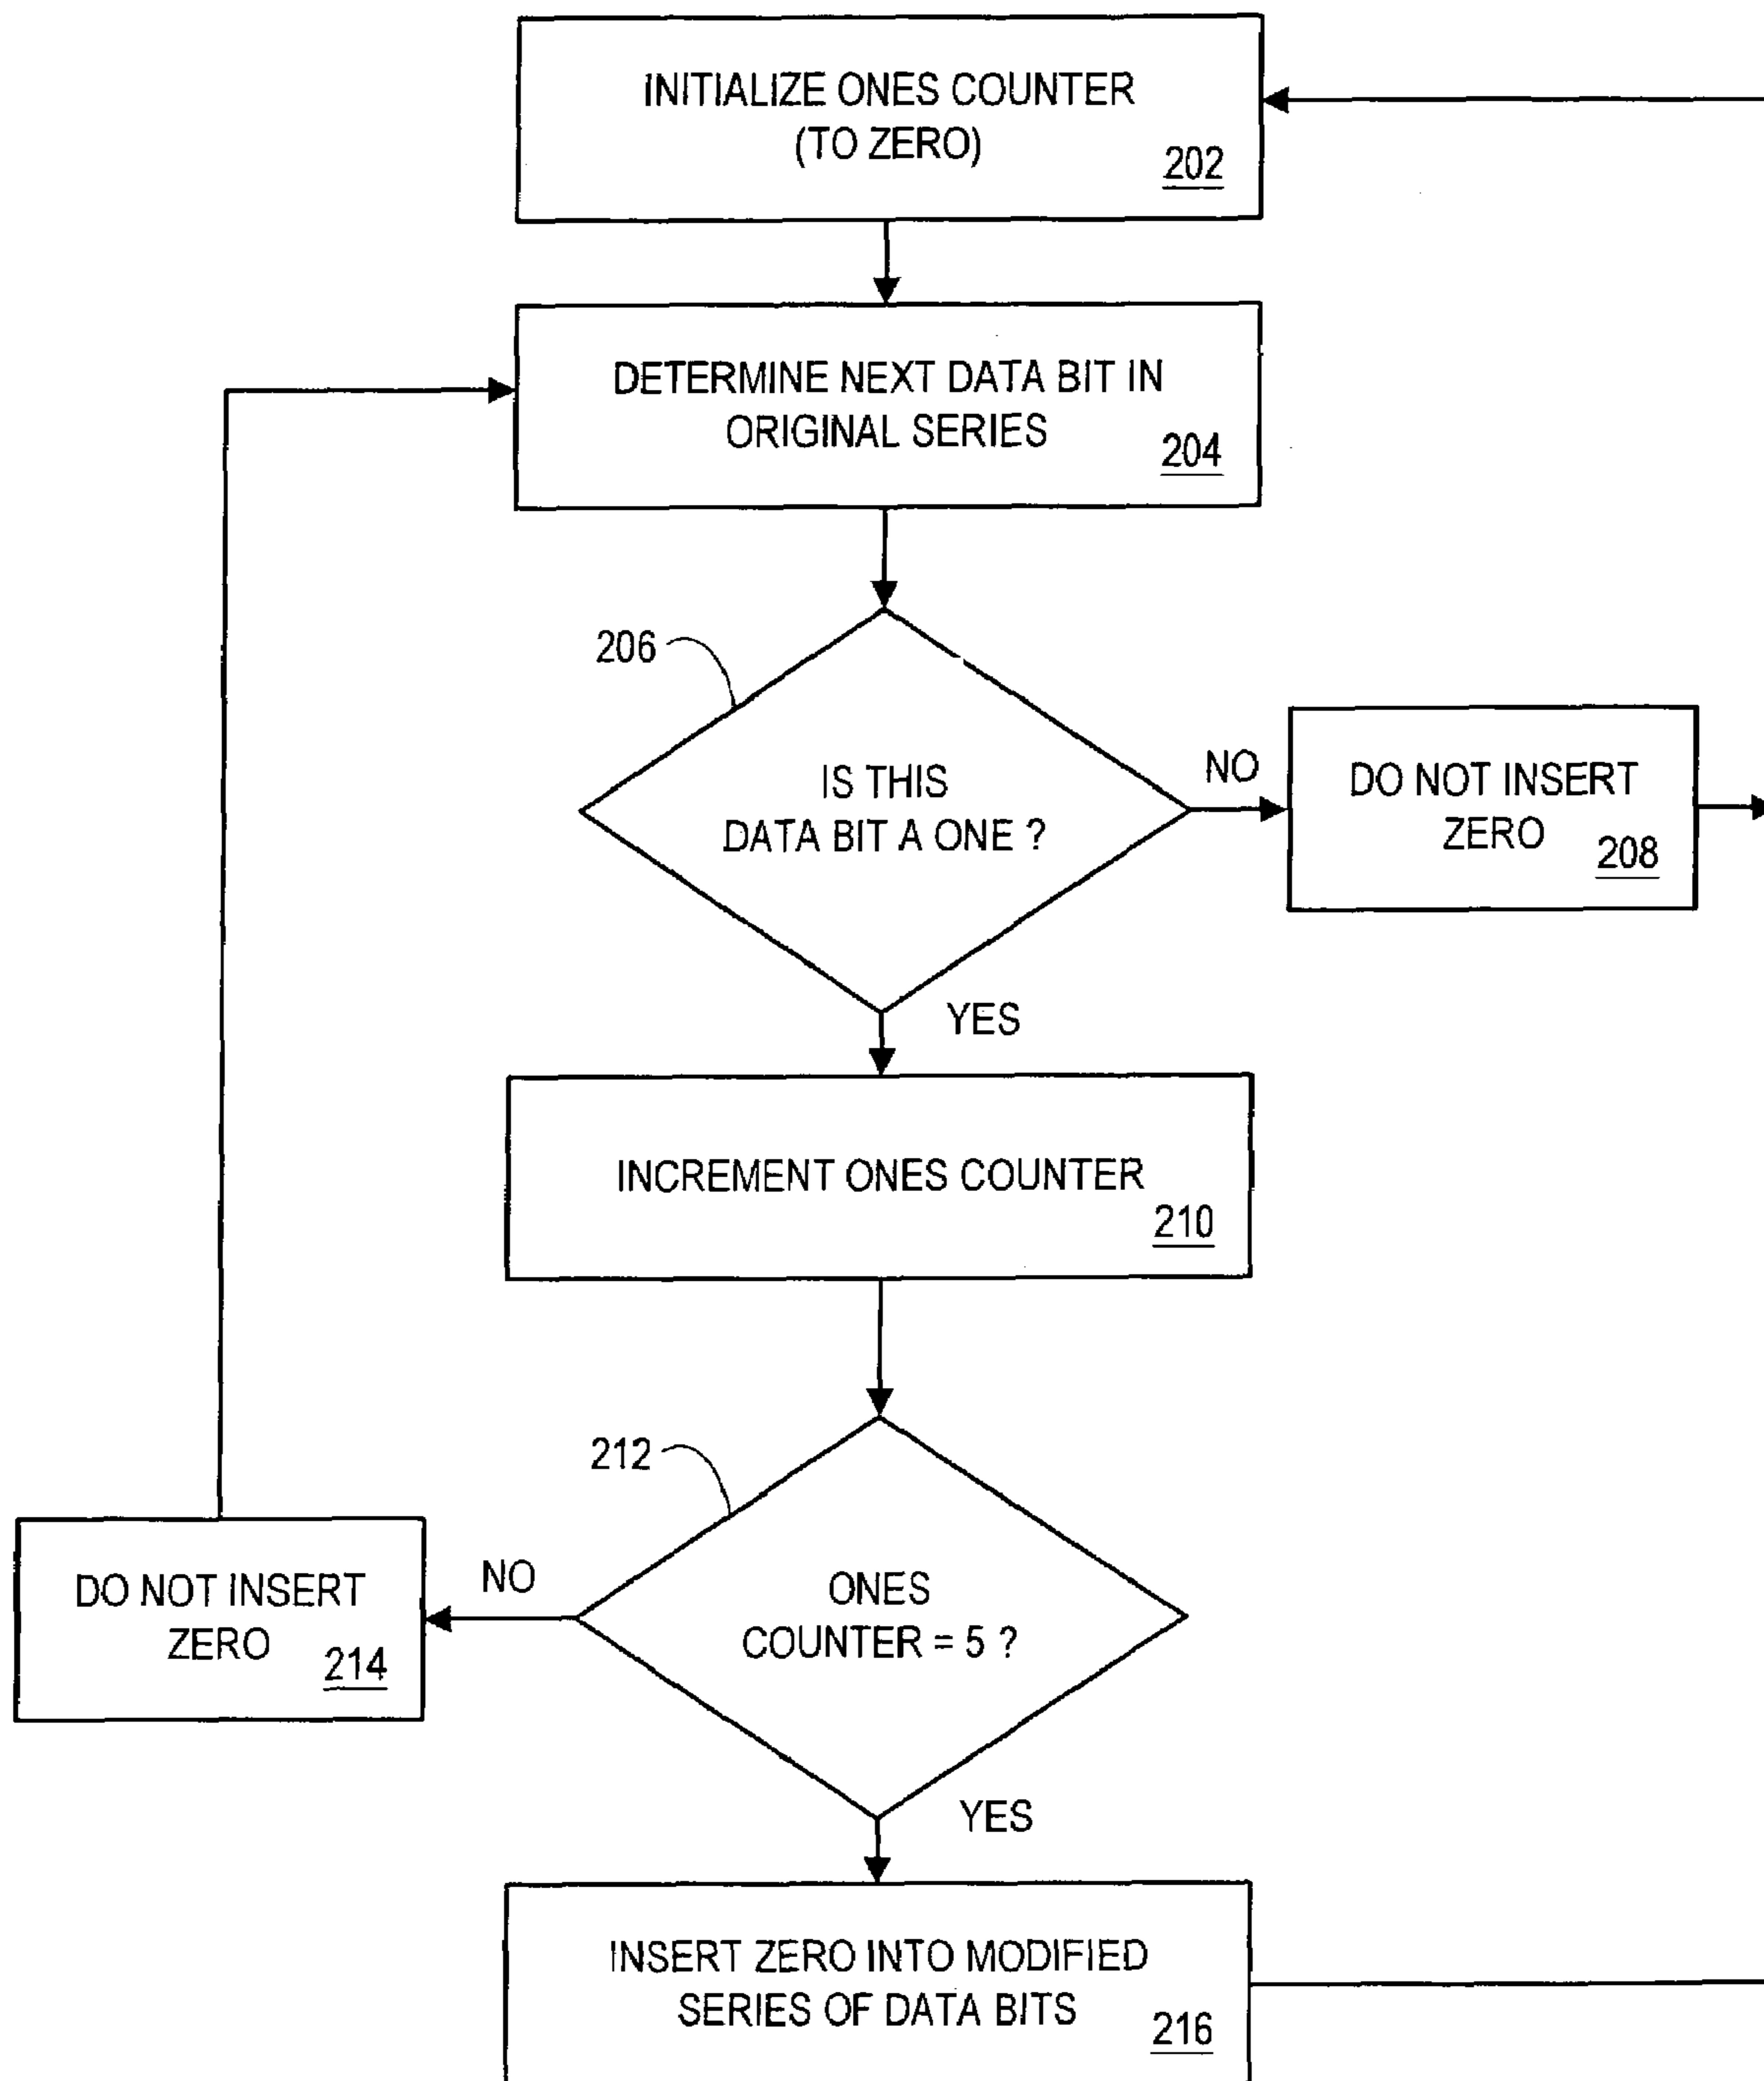 INITIALIZE ONES COUNTER
(TO ZERO)
202
DETERMINE NEXT DATA BIT IN
ORIGINAL SERIES
204
206
IS THIS
DATA BIT A ONE ?
NO
DO NOT INSERT
ZERO
208
YES
INCREMENT ONES COUNTER
210
212
ONES
COUNTER = 5 ?
NO
DO NOT INSERT
ZERO
214
YES
INSERT ZERO INTO MODIFIED
SERIES OF DATA BITS
216